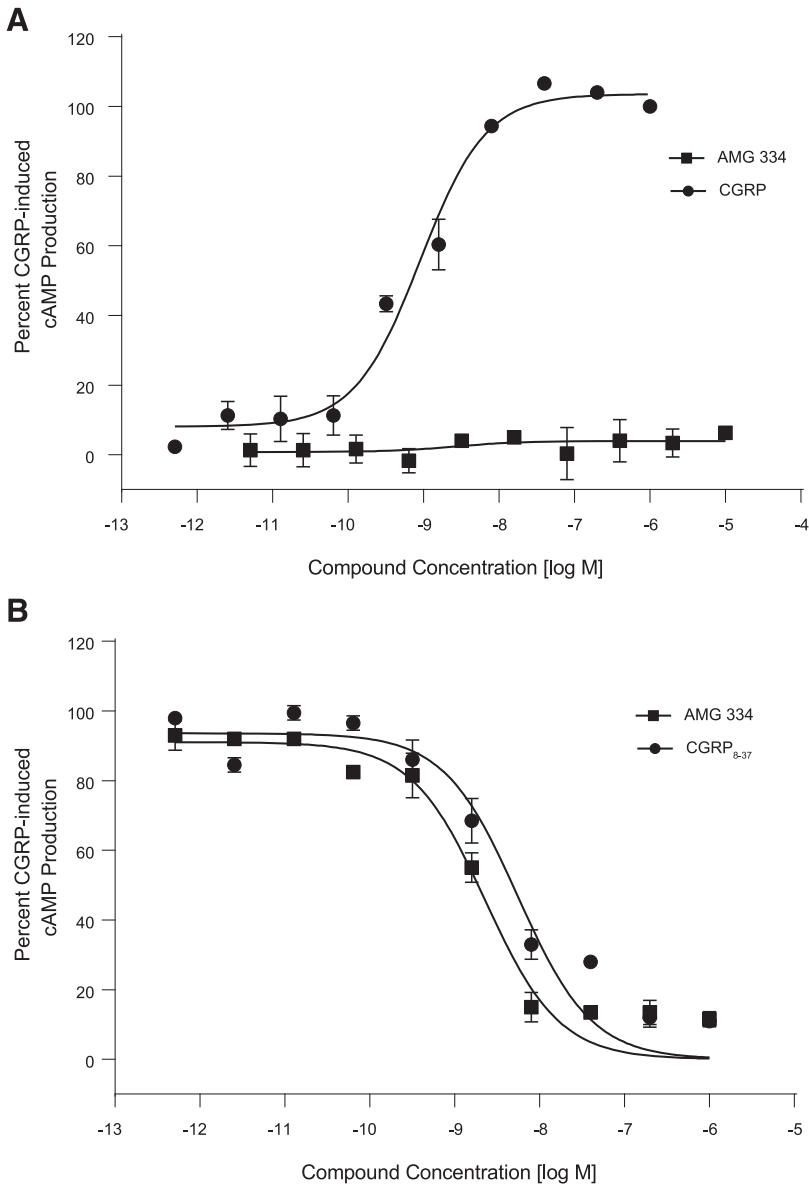 A
120
100
80
60
40
20
0
Percent CGRP-induced
cAMP Production
AMG 334
CGRP
-13 -12 -11 -10 -9 -8 -7 -6 -5 -4
Compound Concentration [log M]
B
120
100
80
60
40
20
0
Percent CGRP-induced
cAMP Production
AMG 334
CGRP8-37
-13 -12 -11 -10 -9 -8 -7 -6 -5
Compound Concentration [log M]